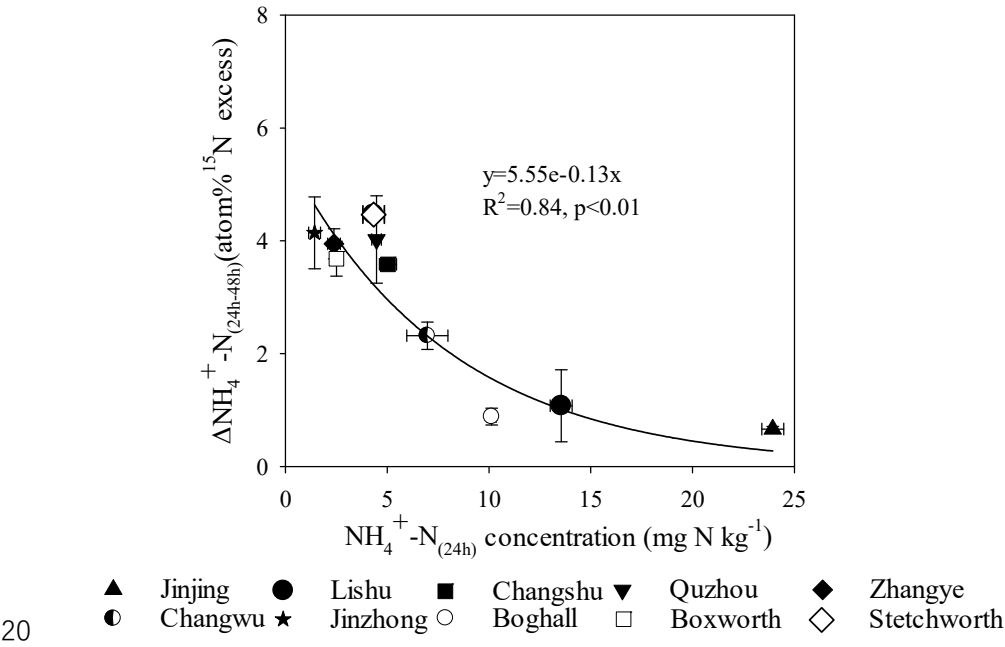 8
6
4
2
0
ΔNH₄⁺-N₍₂₄ₕ₋₄₈ₕ₎(atom%¹⁵N excess)
y=5.55e-0.13x
R²=0.84, p<0.01
0 5 10 15 20 25
NH₄⁺-N₍₂₄ₕ₎ concentration (mg N kg⁻¹)
Jinjing Lishu Changshu Quzhou Zhangye
Changwu Jinzhong Boghall Boxworth Stetchworth
20